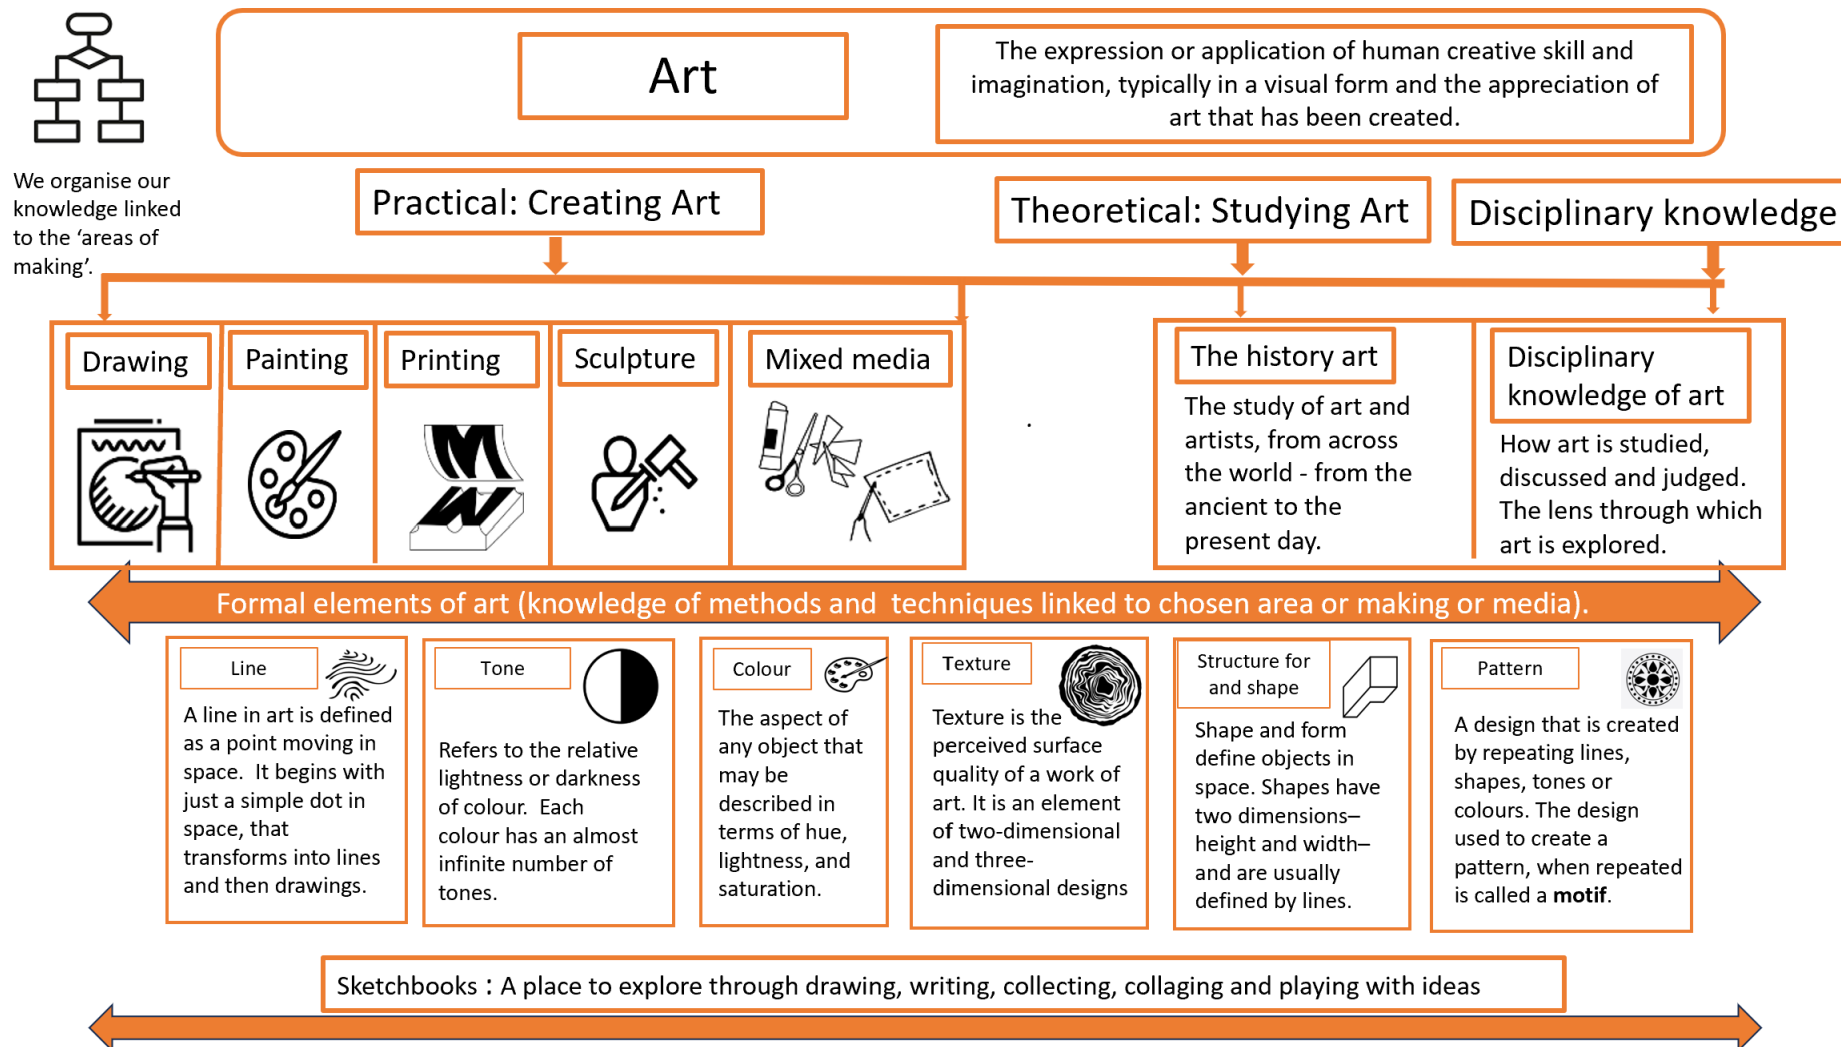 Art
The expression or application of human creative skill and
imagination, typically in a visual form and the appreciation of
art that has been created.
We organise our
knowledge linked
to the ‘areas of
making’.
Practical: Creating Art
Theoretical: Studying Art
Disciplinary knowledge
Drawing
Painting
Printing
Sculpture
Mixed media
The history art
The study of art and
artists, from across
the world - from the
ancient to the
present day.
Disciplinary
knowledge of art
How art is studied,
discussed and judged.
The lens through which
art is explored.
Formal elements of art (knowledge of methods and  techniques linked to chosen area or making or media).
Line
A line in art is defined
as a point moving in
space.  It begins with
just a simple dot in
space, that
transforms into lines
and then drawings.
Tone
Refers to the relative
lightness or darkness
of colour.  Each
colour has an almost
infinite number of
tones.
Colour
The aspect of
any object that
may be
described in
terms of hue,
lightness, and
saturation.
Texture
Texture is the
perceived surface
quality of a work of
art. It is an element
of two-dimensional
and three-
dimensional designs
Structure for
and shape
Shape and form
define objects in
space. Shapes have
two dimensions–
height and width–
and are usually
defined by lines.
Pattern
A design that is created
by repeating lines,
shapes, tones or
colours. The design
used to create a
pattern, when repeated
is called a motif.
Sketchbooks : A place to explore through drawing, writing, collecting, collaging and playing with ideas